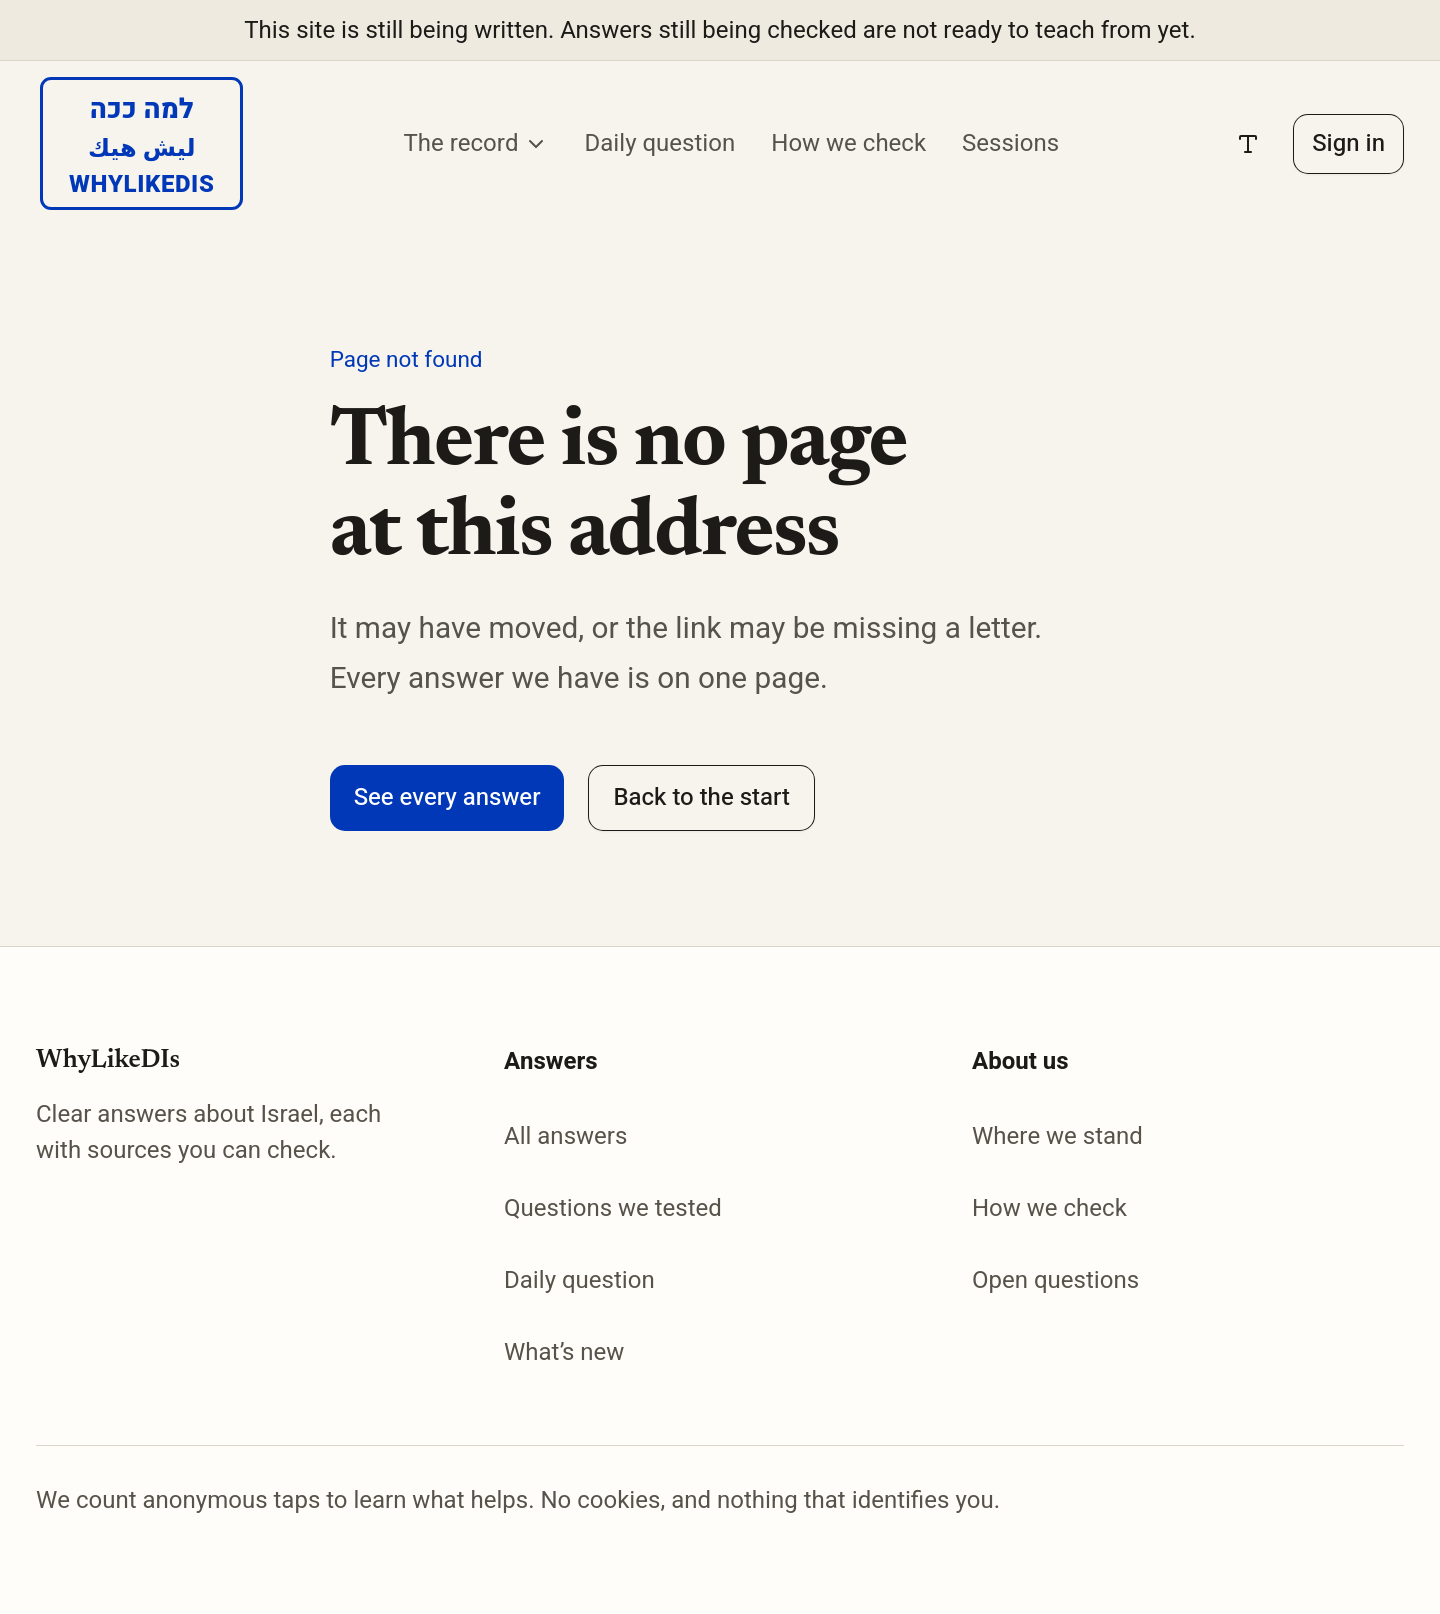 This site is still being written. Answers still being checked are not ready to teach from yet.
למה ככה
ليش هيك
WHYLIKEDIS
The record
Daily question
How we check
Sessions
Sign in
Page not found
There is no page
at this address
It may have moved, or the link may be missing a letter.
Every answer we have is on one page.
See every answer
Back to the start
WhyLikeDIs
Clear answers about Israel, each
with sources you can check.
Answers
All answers
Questions we tested
Daily question
What’s new
About us
Where we stand
How we check
Open questions
We count anonymous taps to learn what helps. No cookies, and nothing that identifies you.